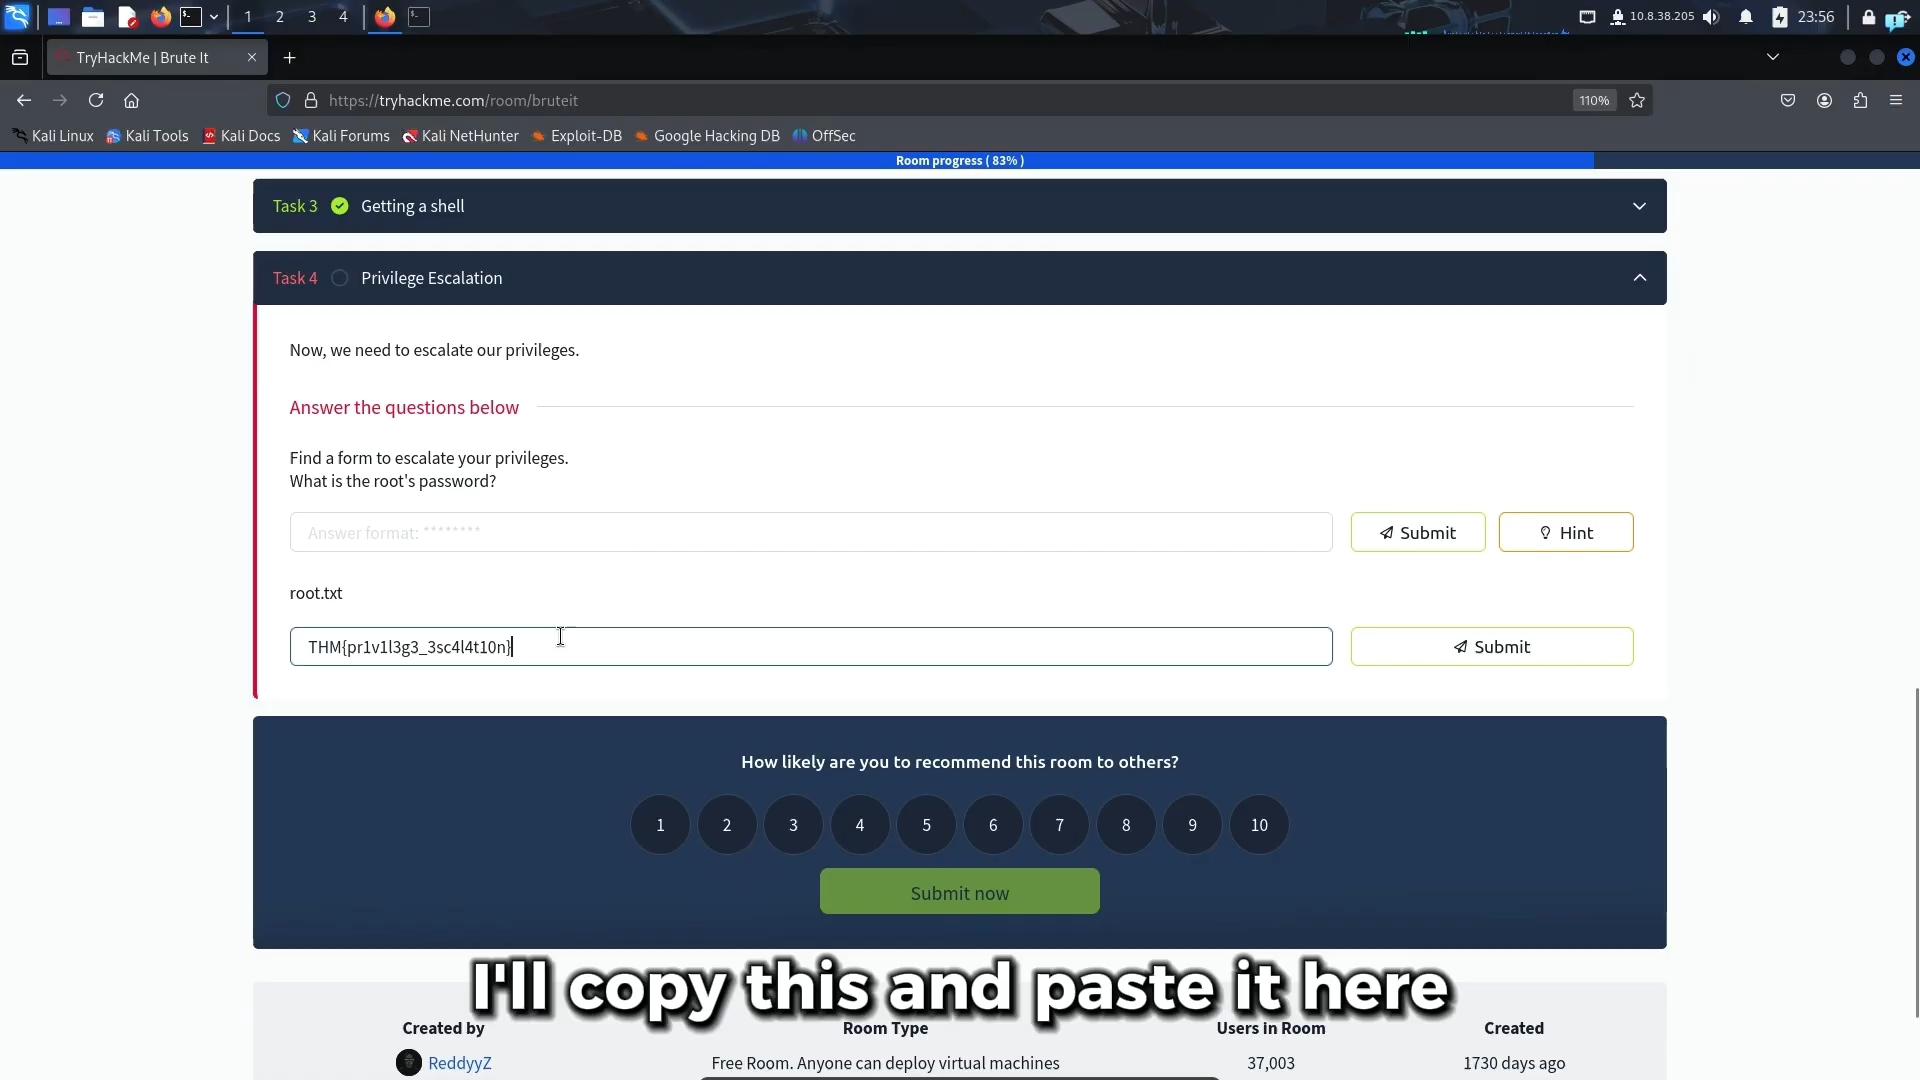 1 2 3 4
10.8.38.205
23:56
TryHackMe | Brute It
https://tryhackme.com/room/bruteit
110%
Kali Linux Kali Tools Kali Docs Kali Forums Kali NetHunter Exploit-DB Google Hacking DB OffSec
Room progress ( 83% )
Task 3 Getting a shell
Task 4 Privilege Escalation
Now, we need to escalate our privileges.
Answer the questions below
Find a form to escalate your privileges.
What is the root's password?
Answer format: ********
Submit
Hint
root.txt
THM{pr1v1l3g3_3sc4l4t10n}
Submit
How likely are you to recommend this room to others?
1 2 3 4 5 6 7 8 9 10
Submit now
I'll copy this and paste it here
Created by Room Type Users in Room Created
ReddyyZ Free Room. Anyone can deploy virtual machines 37,003 1730 days ago